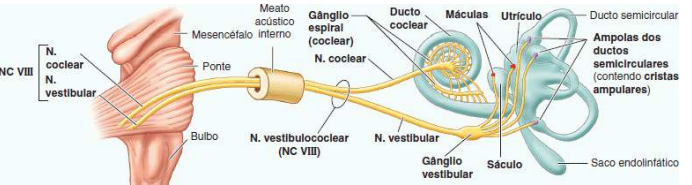 Mesencéfalo
Meato
acústico
interno
Gânglio
espiral
(coclear)
Ducto
coclear
Máculas
Utrículo
Ducto semicircular
Ampolas dos
ductos
semicirculares
(contendo cristas
ampulares)
NC VIII
N.
coclear
N.
vestibular
Ponte
N. coclear
Bulbo
N. vestibulococlear
(NC VIII)
N. vestibular
Gânglio
vestibular
Sáculo
Saco endolinfático